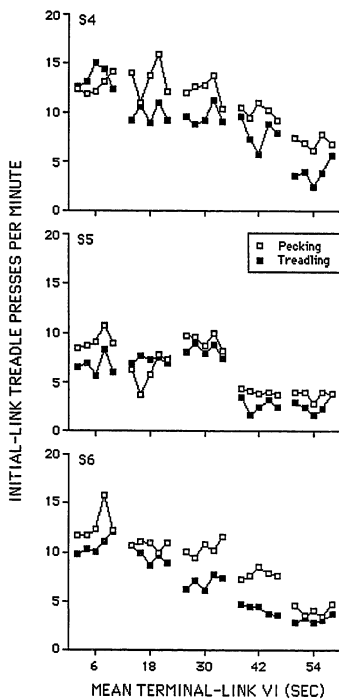 S4
20
15
10
5
0
INITIAL-LINK TREADLE PRESSES PER MINUTE
S5
20
15
10
5
0
Pecking
Treadling
S6
20
15
10
5
0
6 18 30 42 54
MEAN TERMINAL-LINK VI (SEC)